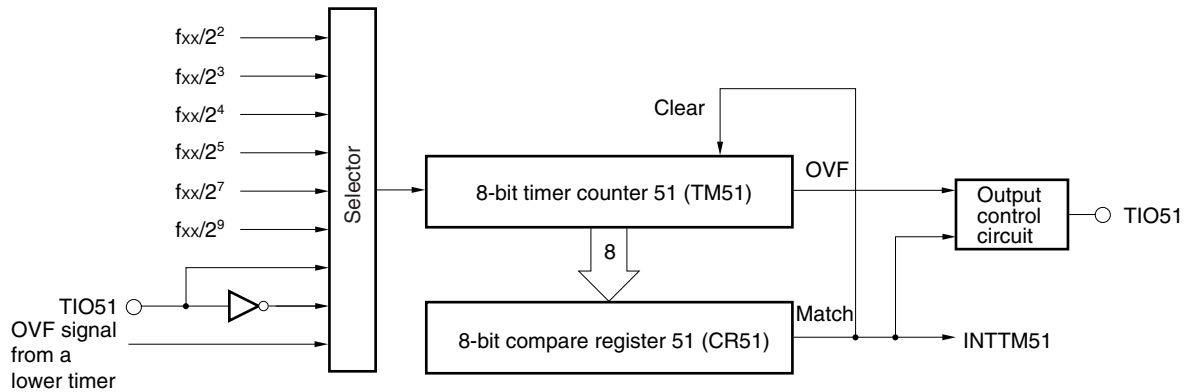 fxx/2²
fxx/2³
fxx/2⁴
fxx/2⁵
fxx/2⁷
fxx/2⁹
TIO51
OVF signal
from a
lower timer
Selector
Clear
8-bit timer counter 51 (TM51)
OVF
8
8-bit compare register 51 (CR51)
Match
Output
control
circuit
TIO51
INTTM51